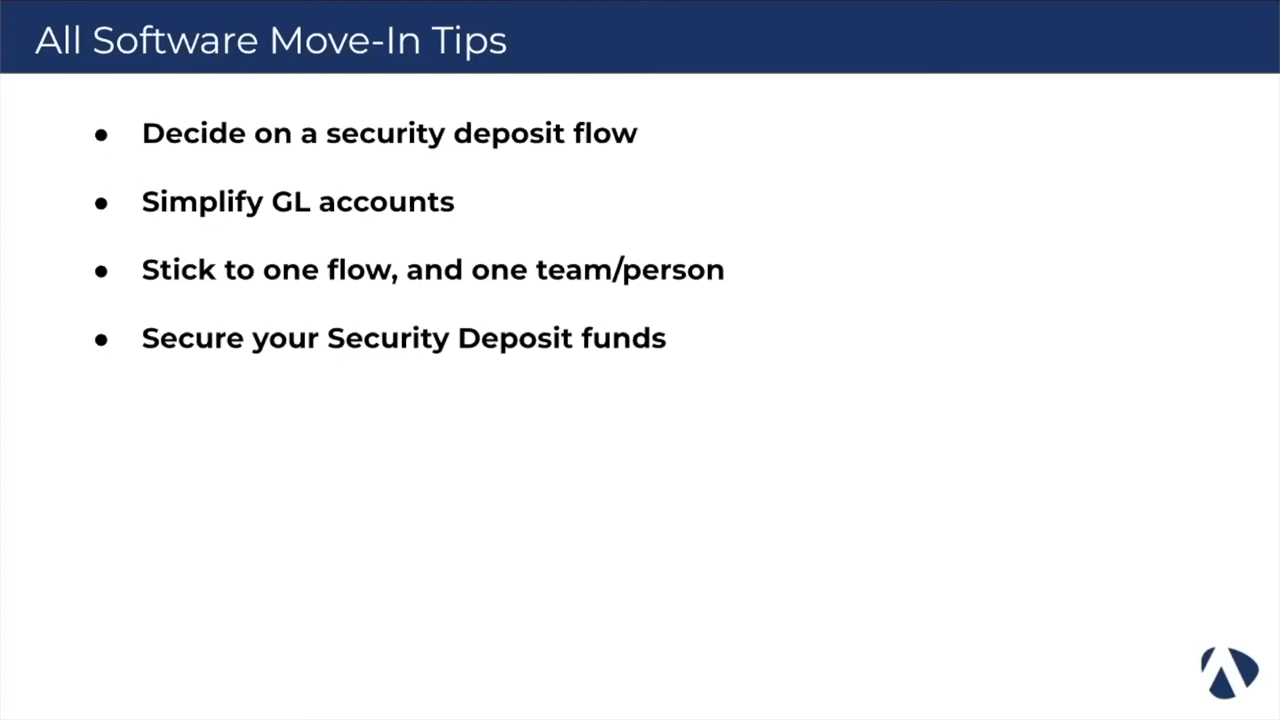 All Software Move-In Tips
● Decide on a security deposit flow
● Simplify GL accounts
● Stick to one flow, and one team/person
● Secure your Security Deposit funds